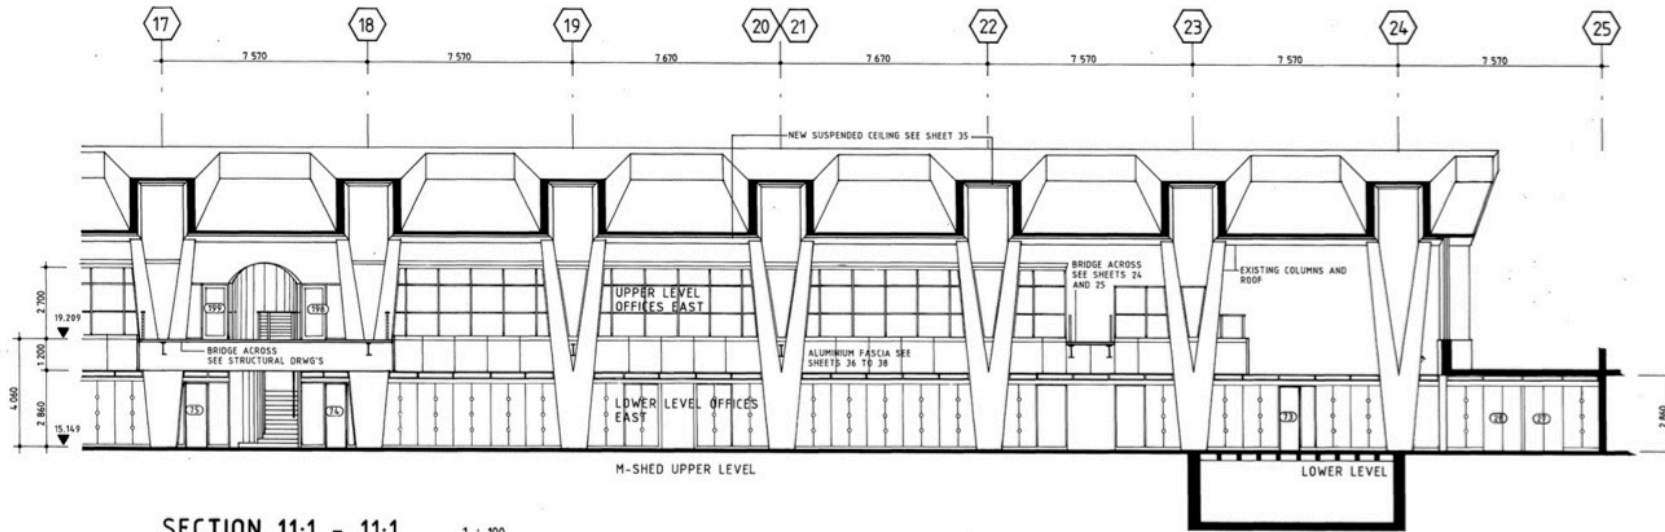 17 18 19 20 21 22 23 24 25
7 570 7 570 7 670 7 670 7 570 7 570 7 570
NEW SUSPENDED CEILING SEE SHEET 35
BRIDGE ACROSS
SEE SHEETS 24
AND 25
EXISTING COLUMNS AND
ROOF
UPPER LEVEL
OFFICES EAST
199 198
2 700
19.209
BRIDGE ACROSS
SEE STRUCTURAL DRWG'S
ALUMINIUM FASCIA SEE
SHEETS 36 TO 38
1 200
4 060
2 860
15.149
75 74
LOWER LEVEL OFFICES
EAST
73 28 27
2 860
M-SHED UPPER LEVEL
LOWER LEVEL
SECTION 11:1 - 11:1 1 : 100